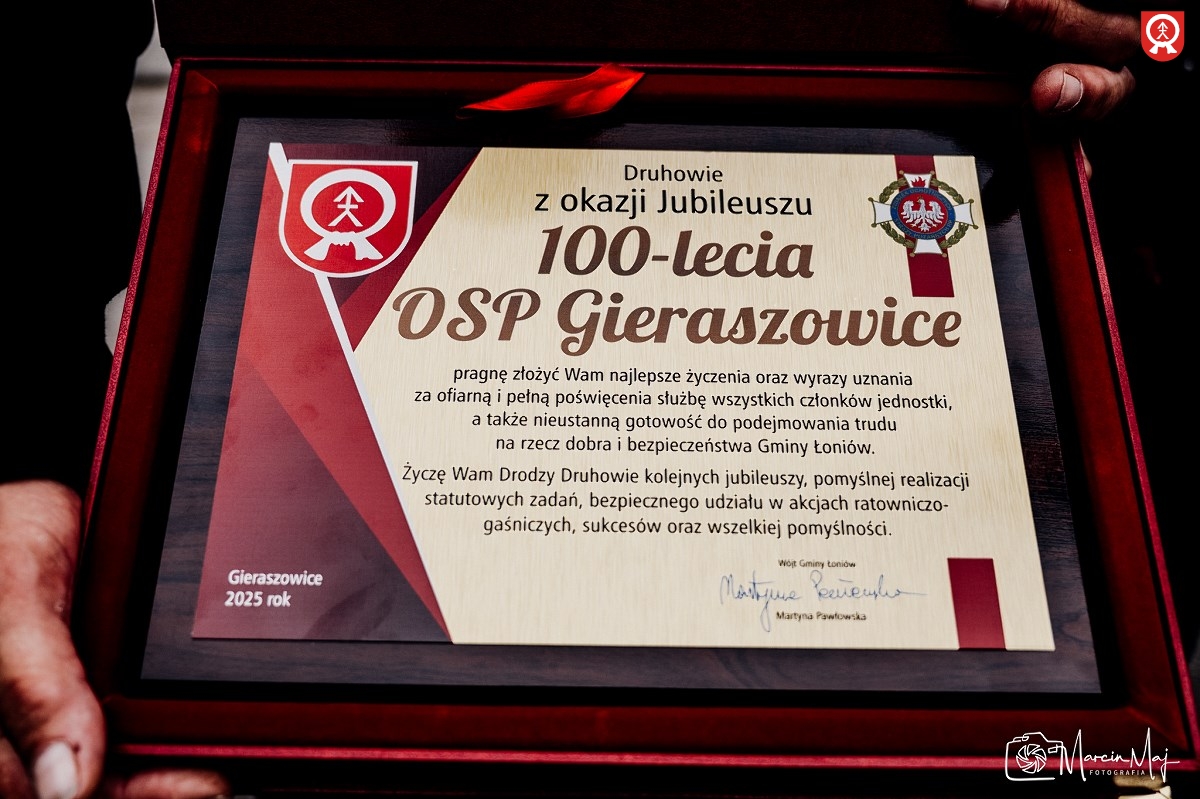 Druhowie
z okazji Jubileuszu
100-lecia
OSP Gieraszowice
pragnę złożyć Wam najlepsze życzenia oraz wyrazy uznania
za ofiarną i pełną poświęcenia służbę wszystkich członków jednostki,
a także nieustanną gotowość do podejmowania trudu
na rzecz dobra i bezpieczeństwa Gminy Łoniów.
Życzę Wam Drodzy Druhowie kolejnych jubileuszy, pomyślnej realizacji
statutowych zadań, bezpiecznego udziału w akcjach ratowniczo-
gaśniczych, sukcesów oraz wszelkiej pomyślności.
Wójt Gminy Łoniów
Martyna
Martyna Pawłowska
Gieraszowice
2025 rok
Marcin Maj
FOTOGRAFIA